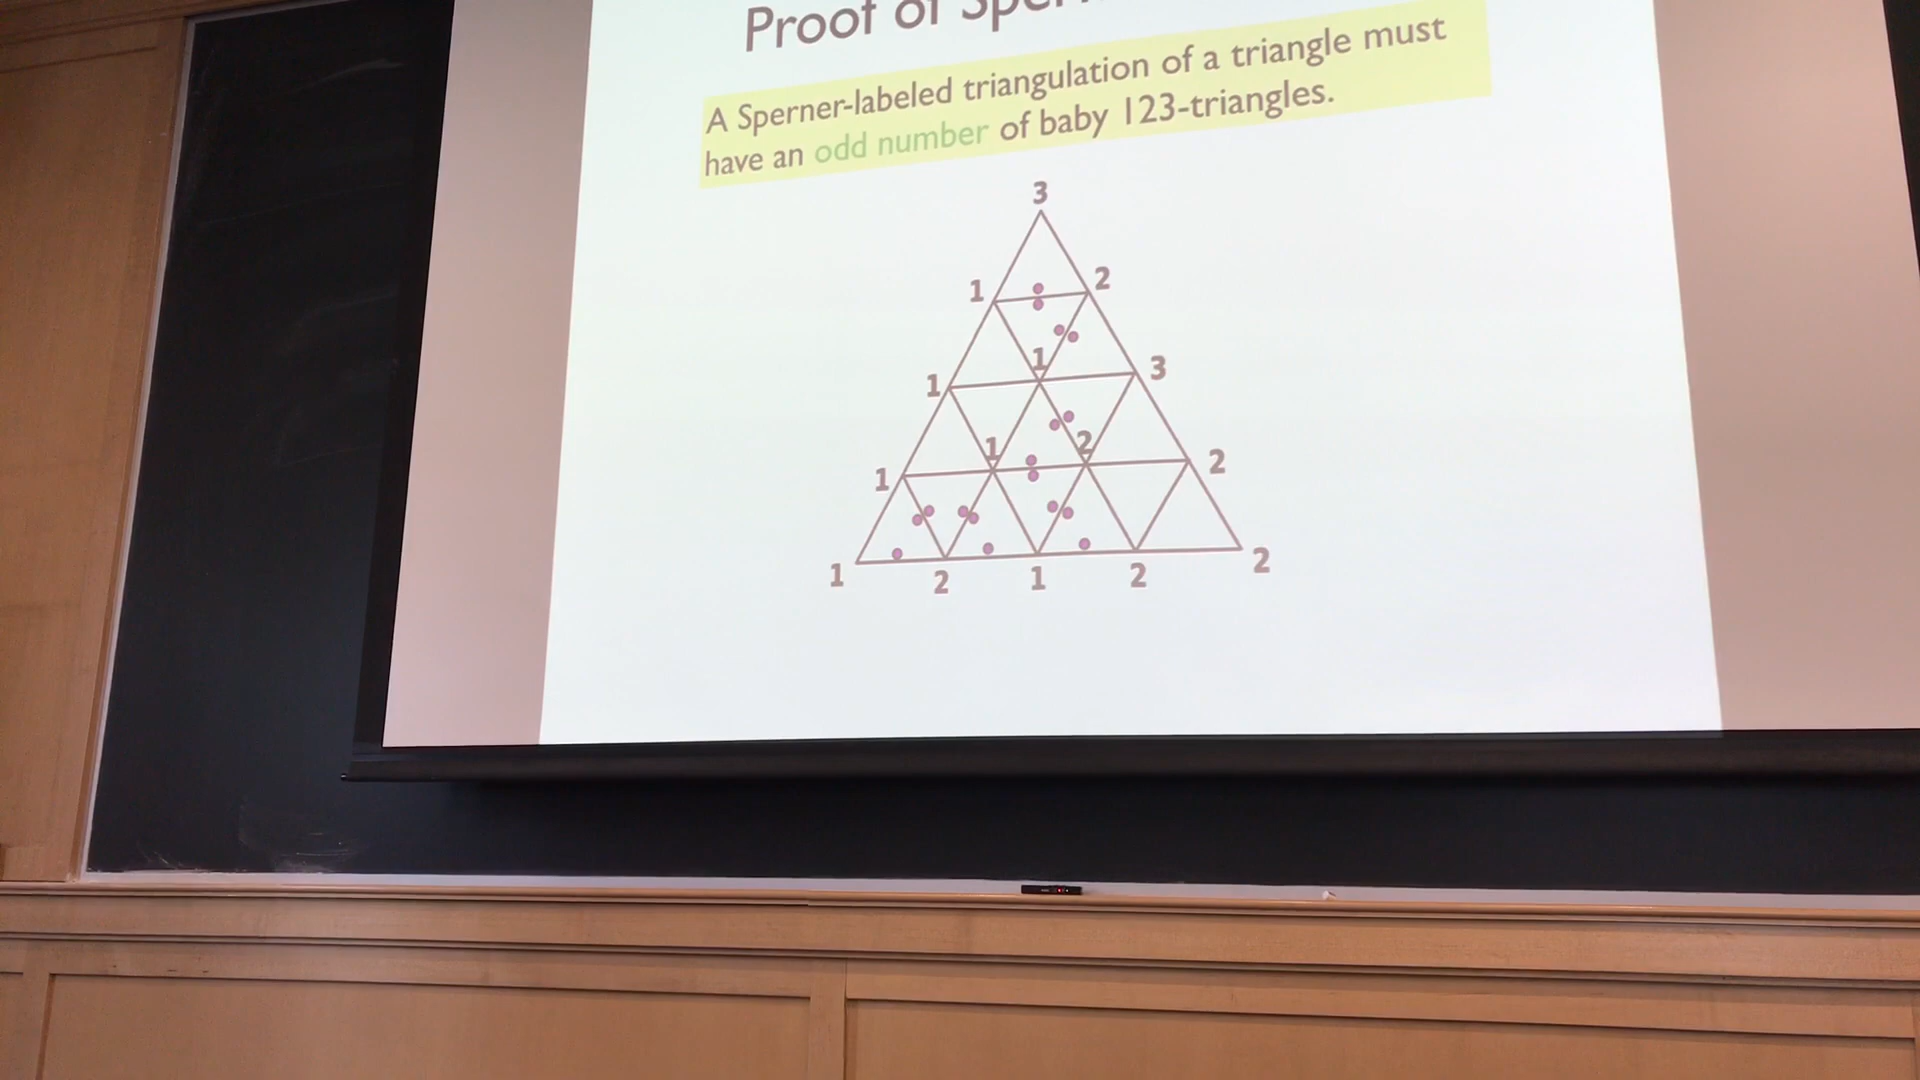 Proof of
A Sperner-labeled triangulation of a triangle must
have an odd number of baby 123-triangles.
3
1 2
1 1 3
1 1 2 2
1 2 1 2 2